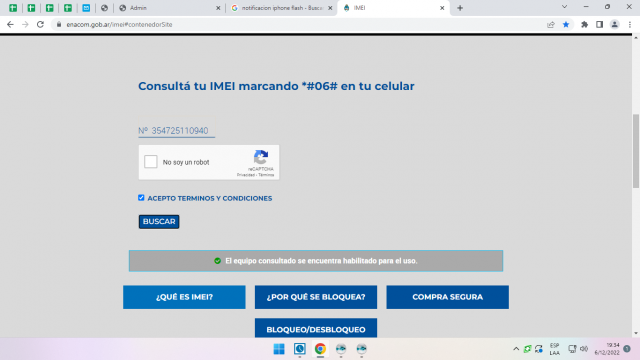 Admin
notificacion iphone flash - Busca
IMEI
enacom.gob.ar/imei#contenedorSite
Consultá tu IMEI marcando *#06# en tu celular
Nº 354725110940
No soy un robot
reCAPTCHA
Privacidad - Términos
ACEPTO TERMINOS Y CONDICIONES
BUSCAR
El equipo consultado se encuentra habilitado para el uso.
¿QUÉ ES IMEI?
¿POR QUÉ SE BLOQUEA?
COMPRA SEGURA
BLOQUEO/DESBLOQUEO
ESP
LAA
19:34
6/12/2022